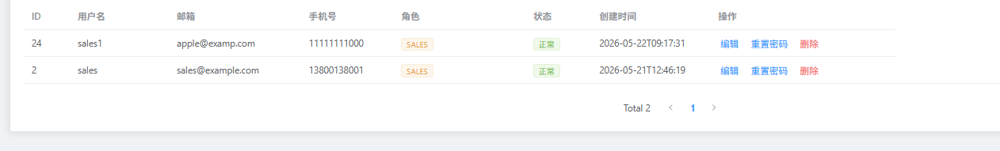 ID 用户名 邮箱 手机号 角色 状态 创建时间 操作
24 sales1 apple@examp.com 11111111000 SALES 正常 2026-05-22T09:17:31 编辑 重置密码 删除
2 sales sales@example.com 13800138001 SALES 正常 2026-05-21T12:46:19 编辑 重置密码 删除
Total 2 < 1 >